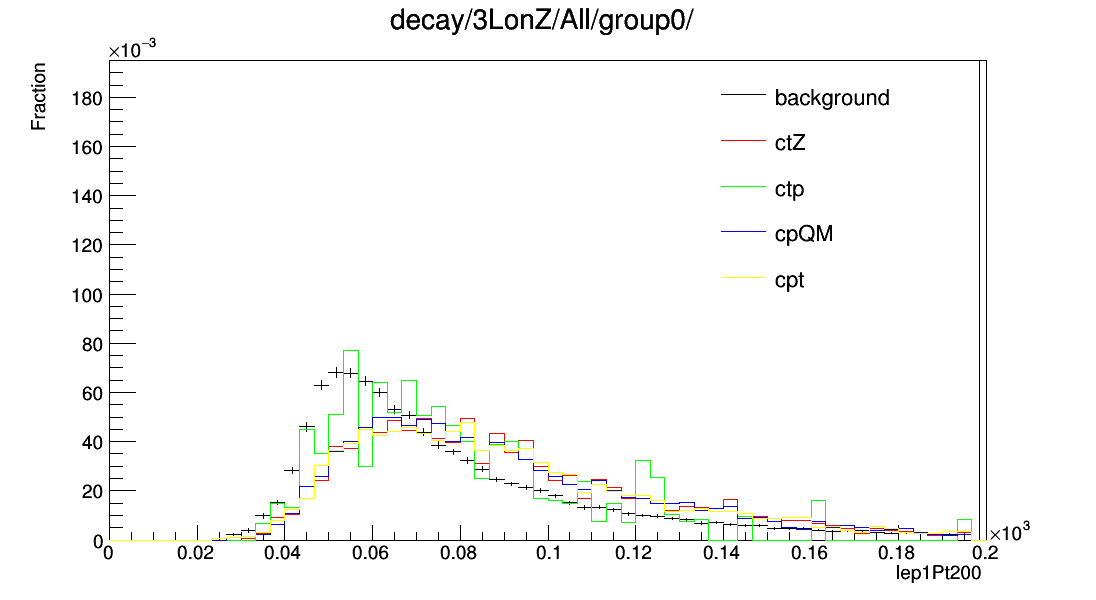 decay/3LonZ/All/group0/
×10⁻³
Fraction
180
160
140
120
100
80
60
40
20
0
background
ctZ
ctp
cpQM
cpt
0 0.02 0.04 0.06 0.08 0.1 0.12 0.14 0.16 0.18 0.2
×10³
lep1Pt200